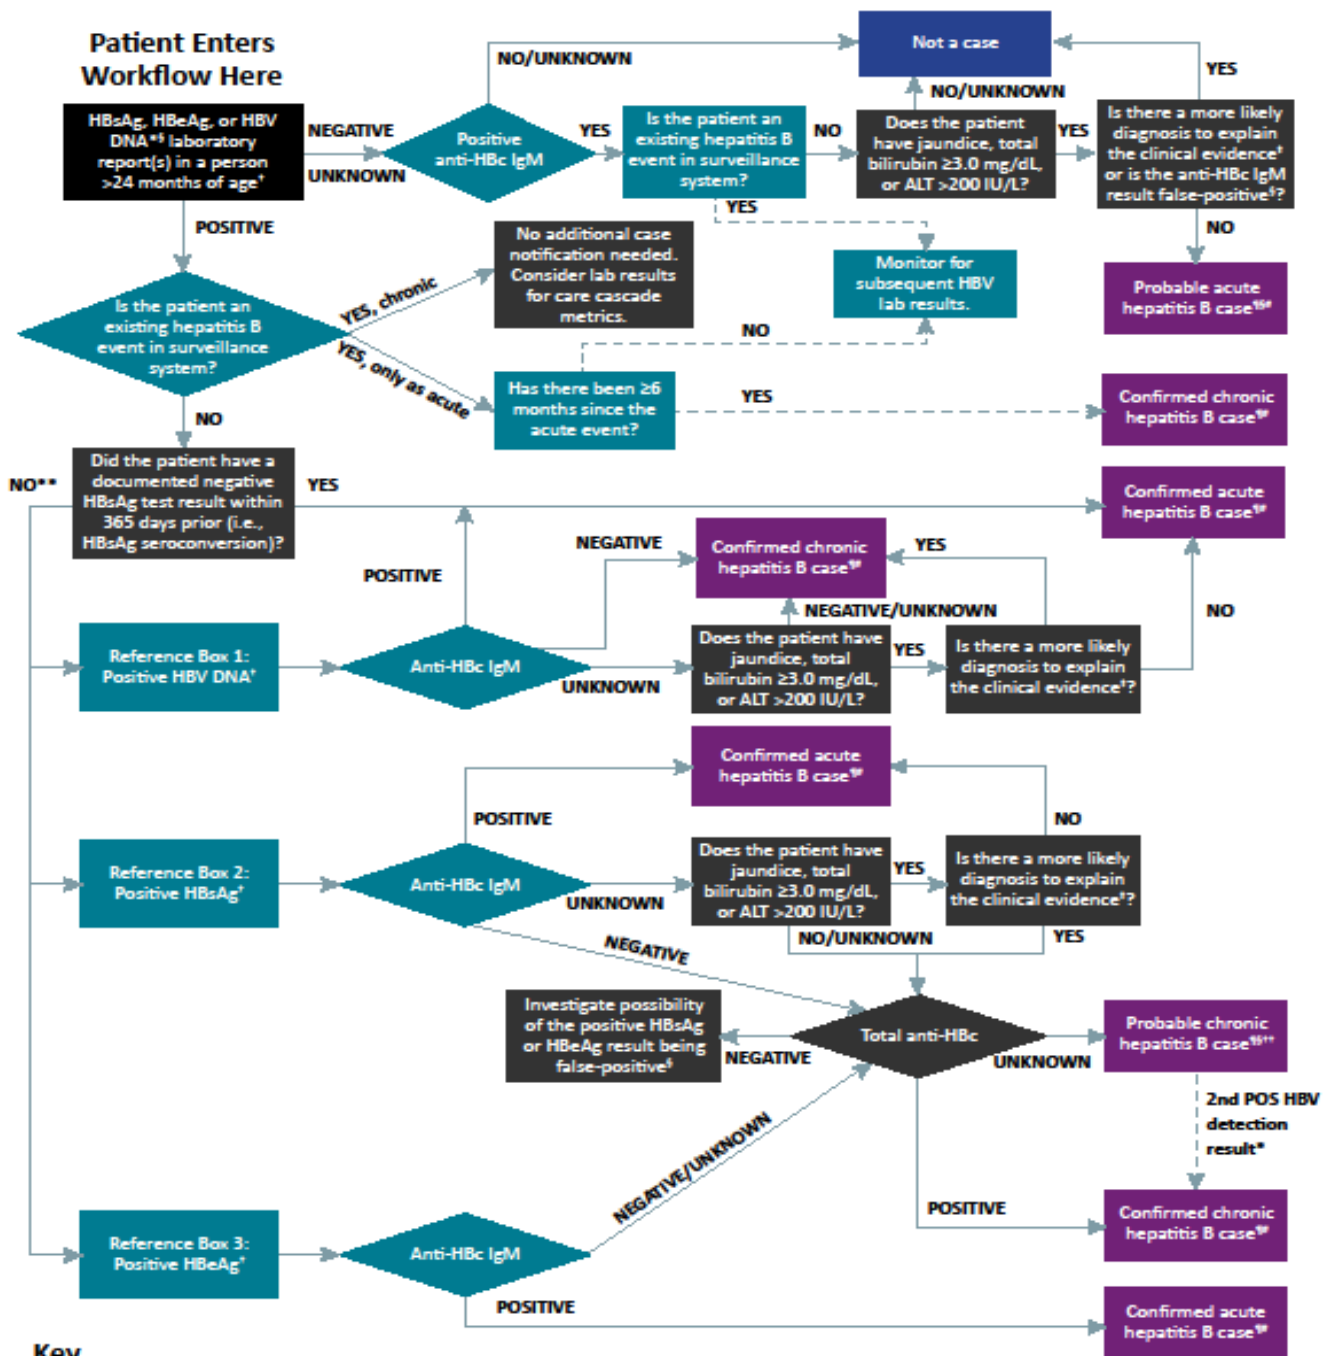 Patient Enters
Workflow Here
HBsAg, HBeAg, or HBV
DNA*§ laboratory
report(s) in a person
>24 months of age†
NEGATIVE
UNKNOWN
POSITIVE
Positive
anti-HBc IgM
NO/UNKNOWN
YES
Is the patient an
existing hepatitis B
event in surveillance
system?
NO
YES
Not a case
NO/UNKNOWN
Does the patient
have jaundice, total
bilirubin ≥3.0 mg/dL,
or ALT >200 IU/L?
YES
YES
Is there a more likely
diagnosis to explain
the clinical evidence‡
or is the anti-HBc IgM
result false-positive§?
NO
Probable acute
hepatitis B case¶§#
Monitor for
subsequent HBV
lab results.
Is the patient an
existing hepatitis B
event in surveillance
system?
YES, chronic
No additional case
notification needed.
Consider lab results
for care cascade
metrics.
YES, only as acute
Has there been ≥6
months since the
acute event?
NO
YES
Confirmed chronic
hepatitis B case¶#
NO
Did the patient have a
documented negative
HBsAg test result within
365 days prior (i.e.,
HBsAg seroconversion)?
NO**
YES
Confirmed acute
hepatitis B case¶#
Reference Box 1:
Positive HBV DNA†
Anti-HBc IgM
POSITIVE
NEGATIVE
UNKNOWN
Confirmed chronic
hepatitis B case¶#
NEGATIVE/UNKNOWN
Does the patient have
jaundice, total
bilirubin ≥3.0 mg/dL,
or ALT >200 IU/L?
YES
Is there a more likely
diagnosis to explain
the clinical evidence‡?
YES
NO
Reference Box 2:
Positive HBsAg†
Anti-HBc IgM
POSITIVE
UNKNOWN
NEGATIVE
Confirmed acute
hepatitis B case¶#
Does the patient have
jaundice, total
bilirubin ≥3.0 mg/dL,
or ALT >200 IU/L?
YES
NO/UNKNOWN
Is there a more likely
diagnosis to explain
the clinical evidence‡?
NO
YES
Total anti-HBc
NEGATIVE
Investigate possibility
of the positive HBsAg
or HBeAg result being
false-positive§
UNKNOWN
Probable chronic
hepatitis B case¶§††
2nd POS HBV
detection
result*
POSITIVE
Confirmed chronic
hepatitis B case¶#
Reference Box 3:
Positive HBeAg†
Anti-HBc IgM
NEGATIVE/UNKNOWN
POSITIVE
Confirmed acute
hepatitis B case¶#
Key